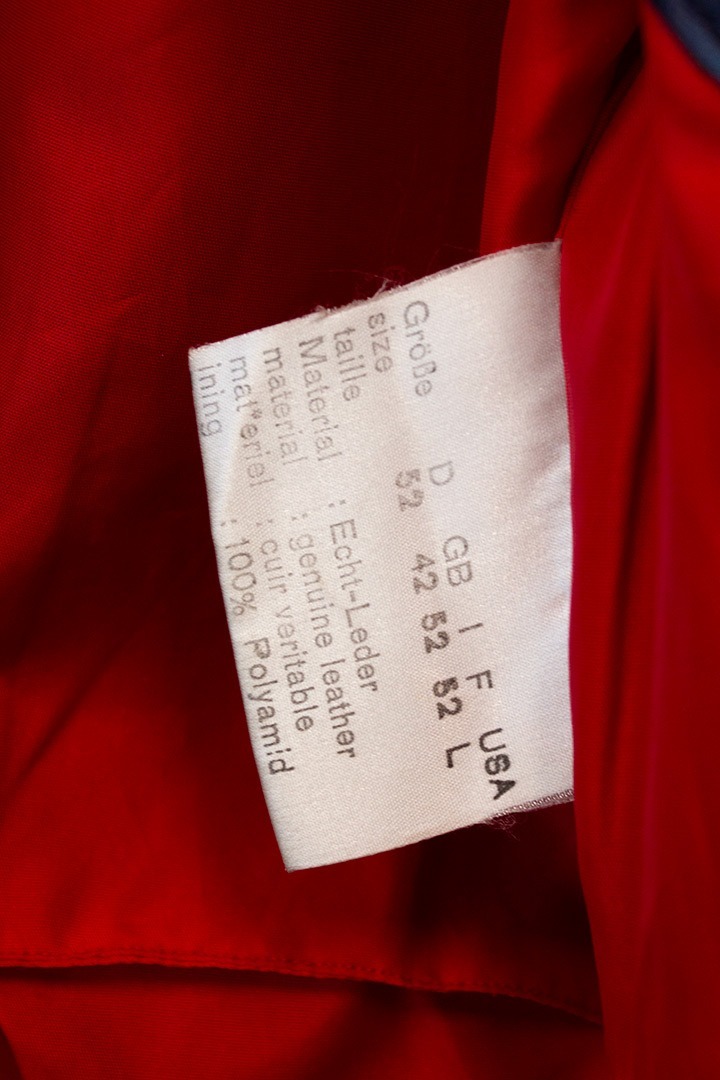 D GB I F USA
Größe 52 42 52 52 L
size
taille
Material : Echt-Leder
material : genuine leather
mat*eriel : cuir veritable
ining : 100% Polyamid